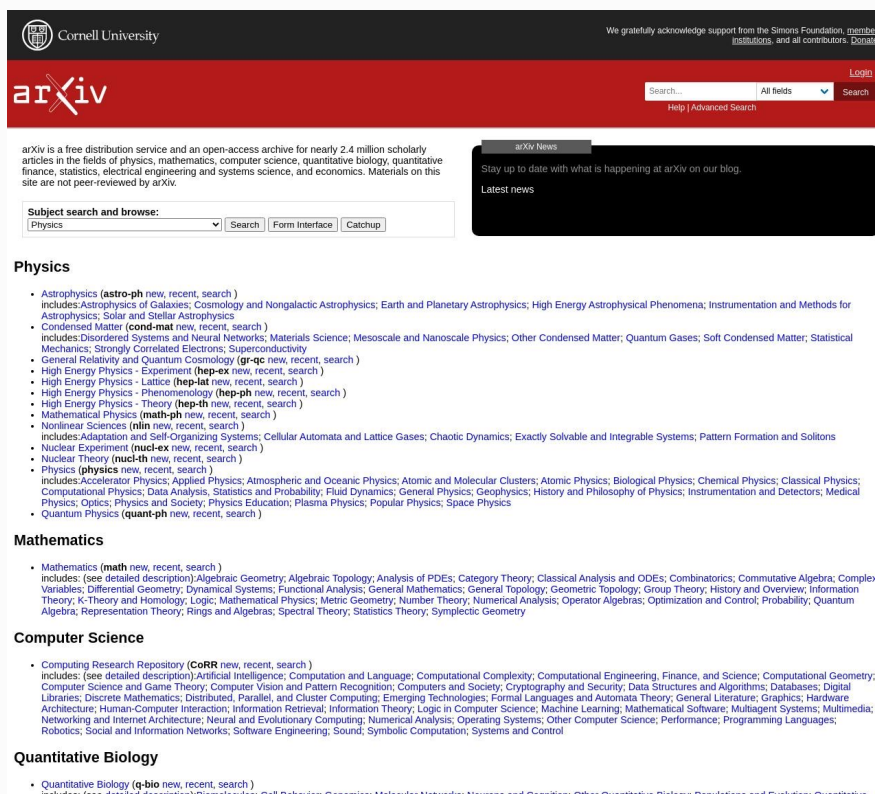 Cornell University
We gratefully acknowledge support from the Simons Foundation, membe
institutions, and all contributors. Donate
arXiv
Login
Search...
All fields
Search
Help | Advanced Search
arXiv is a free distribution service and an open-access archive for nearly 2.4 million scholarly
articles in the fields of physics, mathematics, computer science, quantitative biology, quantitative
finance, statistics, electrical engineering and systems science, and economics. Materials on this
site are not peer-reviewed by arXiv.
arXiv News
Stay up to date with what is happening at arXiv on our blog.
Latest news
Subject search and browse:
Physics
Search
Form Interface
Catchup
Physics
• Astrophysics (astro-ph new, recent, search )
includes:Astrophysics of Galaxies; Cosmology and Nongalactic Astrophysics; Earth and Planetary Astrophysics; High Energy Astrophysical Phenomena; Instrumentation and Methods for
Astrophysics; Solar and Stellar Astrophysics
• Condensed Matter (cond-mat new, recent, search )
includes:Disordered Systems and Neural Networks; Materials Science; Mesoscale and Nanoscale Physics; Other Condensed Matter; Quantum Gases; Soft Condensed Matter; Statistical
Mechanics; Strongly Correlated Electrons; Superconductivity
• General Relativity and Quantum Cosmology (gr-qc new, recent, search )
• High Energy Physics - Experiment (hep-ex new, recent, search )
• High Energy Physics - Lattice (hep-lat new, recent, search )
• High Energy Physics - Phenomenology (hep-ph new, recent, search )
• High Energy Physics - Theory (hep-th new, recent, search )
• Mathematical Physics (math-ph new, recent, search )
• Nonlinear Sciences (nlin new, recent, search )
includes:Adaptation and Self-Organizing Systems; Cellular Automata and Lattice Gases; Chaotic Dynamics; Exactly Solvable and Integrable Systems; Pattern Formation and Solitons
• Nuclear Experiment (nucl-ex new, recent, search )
• Nuclear Theory (nucl-th new, recent, search )
• Physics (physics new, recent, search )
includes:Accelerator Physics; Applied Physics; Atmospheric and Oceanic Physics; Atomic and Molecular Clusters; Atomic Physics; Biological Physics; Chemical Physics; Classical Physics;
Computational Physics; Data Analysis, Statistics and Probability; Fluid Dynamics; General Physics; Geophysics; History and Philosophy of Physics; Instrumentation and Detectors; Medical
Physics; Optics; Physics and Society; Physics Education; Plasma Physics; Popular Physics; Space Physics
• Quantum Physics (quant-ph new, recent, search )
Mathematics
• Mathematics (math new, recent, search )
includes: (see detailed description):Algebraic Geometry; Algebraic Topology; Analysis of PDEs; Category Theory; Classical Analysis and ODEs; Combinatorics; Commutative Algebra; Complex
Variables; Differential Geometry; Dynamical Systems; Functional Analysis; General Mathematics; General Topology; Geometric Topology; Group Theory; History and Overview; Information
Theory; K-Theory and Homology; Logic; Mathematical Physics; Metric Geometry; Number Theory; Numerical Analysis; Operator Algebras; Optimization and Control; Probability; Quantum
Algebra; Representation Theory; Rings and Algebras; Spectral Theory; Statistics Theory; Symplectic Geometry
Computer Science
• Computing Research Repository (CoRR new, recent, search )
includes: (see detailed description):Artificial Intelligence; Computation and Language; Computational Complexity; Computational Engineering, Finance, and Science; Computational Geometry;
Computer Science and Game Theory; Computer Vision and Pattern Recognition; Computers and Society; Cryptography and Security; Data Structures and Algorithms; Databases; Digital
Libraries; Discrete Mathematics; Distributed, Parallel, and Cluster Computing; Emerging Technologies; Formal Languages and Automata Theory; General Literature; Graphics; Hardware
Architecture; Human-Computer Interaction; Information Retrieval; Information Theory; Logic in Computer Science; Machine Learning; Mathematical Software; Multiagent Systems; Multimedia;
Networking and Internet Architecture; Neural and Evolutionary Computing; Numerical Analysis; Operating Systems; Other Computer Science; Performance; Programming Languages;
Robotics; Social and Information Networks; Software Engineering; Sound; Symbolic Computation; Systems and Control
Quantitative Biology
• Quantitative Biology (q-bio new, recent, search )
includes: (see detailed description):Biomolecules; Cell Behavior; Genomics; Molecular Networks; Neurons and Cognition; Other Quantitative Biology; Populations and Evolution; Quantitative